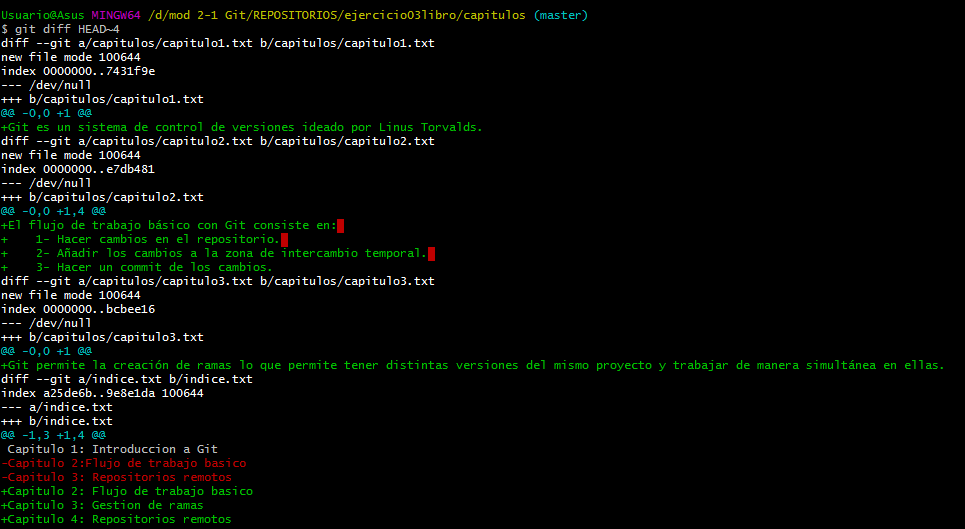 Usuario@Asus MINGW64 /d/mod 2-1 Git/REPOSITORIOS/ejercicio03libro/capitulos (master)
$ git diff HEAD~4
diff --git a/capitulos/capitulo1.txt b/capitulos/capitulo1.txt
new file mode 100644
index 0000000..7431f9e
--- /dev/null
+++ b/capitulos/capitulo1.txt
@@ -0,0 +1 @@
+Git es un sistema de control de versiones ideado por Linus Torvalds.
diff --git a/capitulos/capitulo2.txt b/capitulos/capitulo2.txt
new file mode 100644
index 0000000..e7db481
--- /dev/null
+++ b/capitulos/capitulo2.txt
@@ -0,0 +1,4 @@
+El flujo de trabajo básico con Git consiste en:
+    1- Hacer cambios en el repositorio.
+    2- Añadir los cambios a la zona de intercambio temporal.
+    3- Hacer un commit de los cambios.
diff --git a/capitulos/capitulo3.txt b/capitulos/capitulo3.txt
new file mode 100644
index 0000000..bcbee16
--- /dev/null
+++ b/capitulos/capitulo3.txt
@@ -0,0 +1 @@
+Git permite la creación de ramas lo que permite tener distintas versiones del mismo proyecto y trabajar de manera simultánea en ellas.
diff --git a/indice.txt b/indice.txt
index a25de6b..9e8e1da 100644
--- a/indice.txt
+++ b/indice.txt
@@ -1,3 +1,4 @@
 Capitulo 1: Introduccion a Git
-Capitulo 2:Flujo de trabajo basico
-Capitulo 3: Repositorios remotos
+Capitulo 2: Flujo de trabajo basico
+Capitulo 3: Gestion de ramas
+Capitulo 4: Repositorios remotos